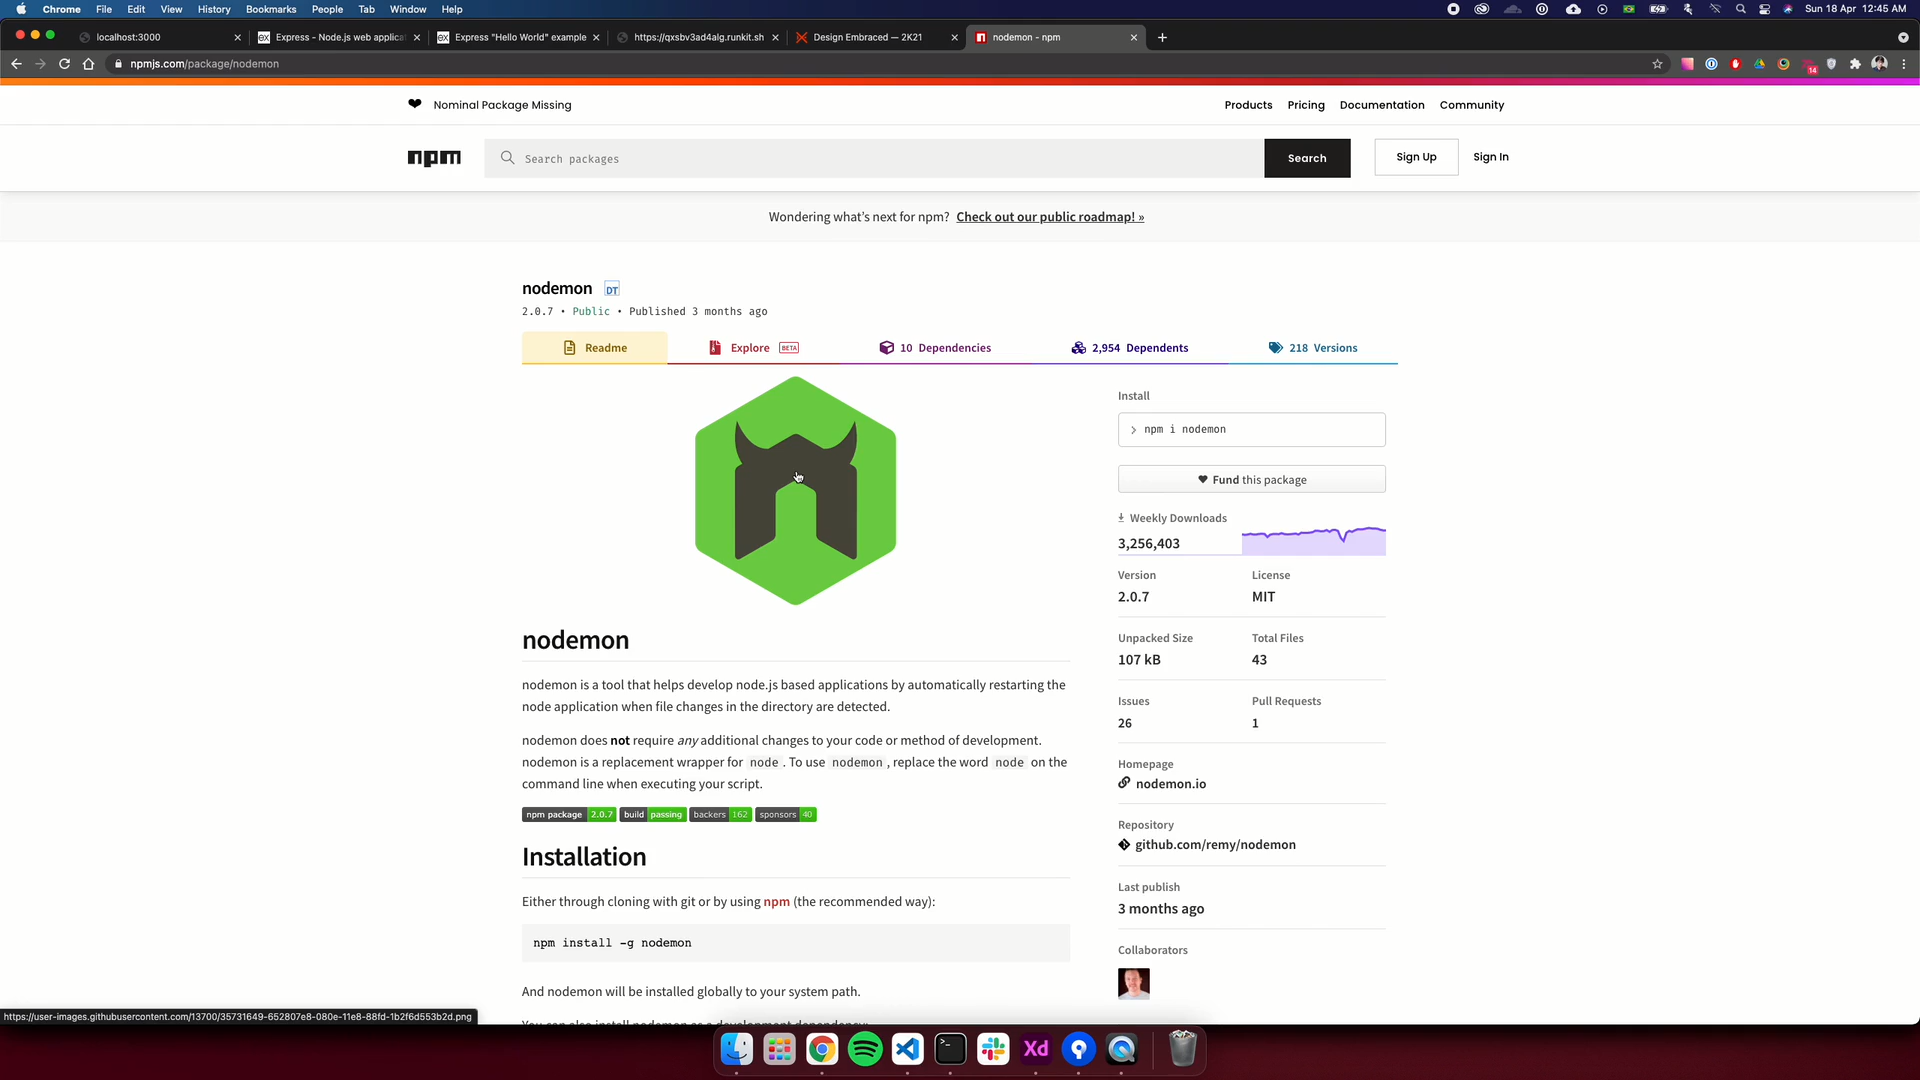 Chrome File Edit View History Bookmarks People Tab Window Help
Sun 18 Apr 12:45 AM
localhost:3000
Express - Node.js web applicat
Express "Hello World" example
https://qxsbv3ad4alg.runkit.sh
Design Embraced — 2K21
nodemon - npm
npmjs.com/package/nodemon
14
Nominal Package Missing
Products Pricing Documentation Community
npm
Search packages
Search
Sign Up
Sign In
Wondering what's next for npm? Check out our public roadmap! »
nodemon DT
2.0.7 • Public • Published 3 months ago
Readme
Explore BETA
10 Dependencies
2,954 Dependents
218 Versions
nodemon
nodemon is a tool that helps develop node.js based applications by automatically restarting the
node application when file changes in the directory are detected.
nodemon does not require any additional changes to your code or method of development.
nodemon is a replacement wrapper for node. To use nodemon, replace the word node on the
command line when executing your script.
npm package 2.0.7 build passing backers 162 sponsors 40
Installation
Either through cloning with git or by using npm (the recommended way):
npm install -g nodemon
And nodemon will be installed globally to your system path.
You can also install nodemon as a development dependency:
Install
> npm i nodemon
Fund this package
Weekly Downloads
3,256,403
Version
2.0.7
License
MIT
Unpacked Size
107 kB
Total Files
43
Issues
26
Pull Requests
1
Homepage
nodemon.io
Repository
github.com/remy/nodemon
Last publish
3 months ago
Collaborators
https://user-images.githubusercontent.com/13700/35731649-652807e8-080e-11e8-88fd-1b2f6d553b2d.png
Xd